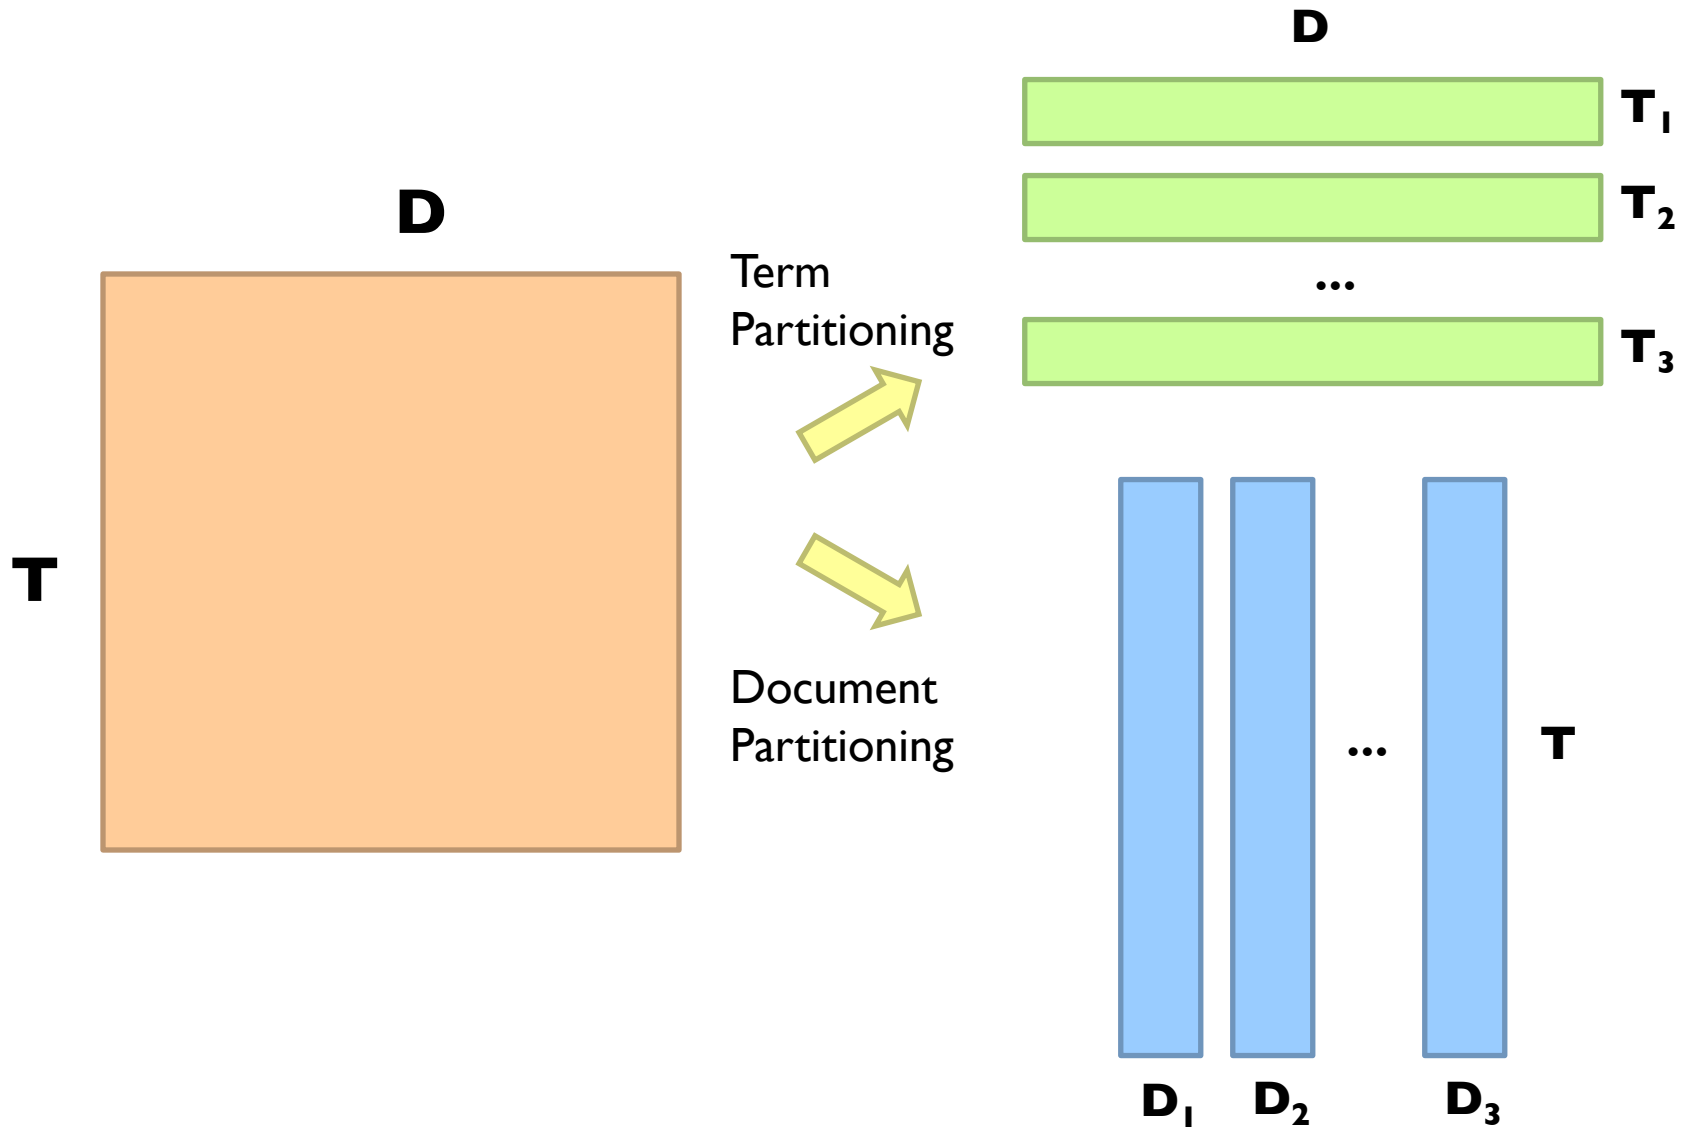 D
T
Term
Partitioning
D
T₁
T₂
...
T₃
Document
Partitioning
...
T
D₁ D₂ D₃